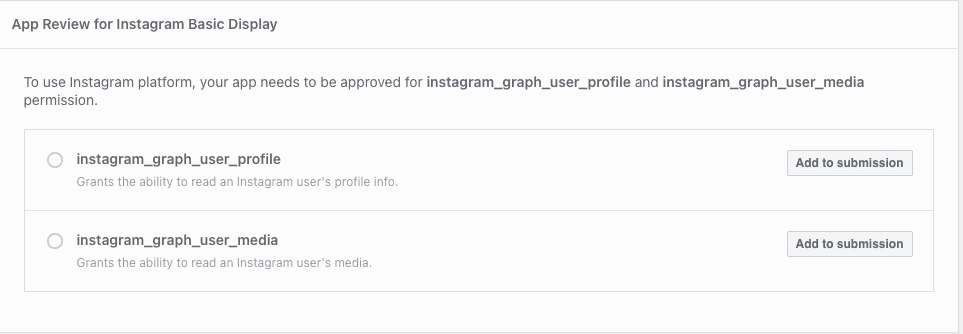 App Review for Instagram Basic Display
To use Instagram platform, your app needs to be approved for instagram_graph_user_profile and instagram_graph_user_media
permission.
instagram_graph_user_profile
Add to submission
Grants the ability to read an Instagram user's profile info.
instagram_graph_user_media
Add to submission
Grants the ability to read an Instagram user's media.